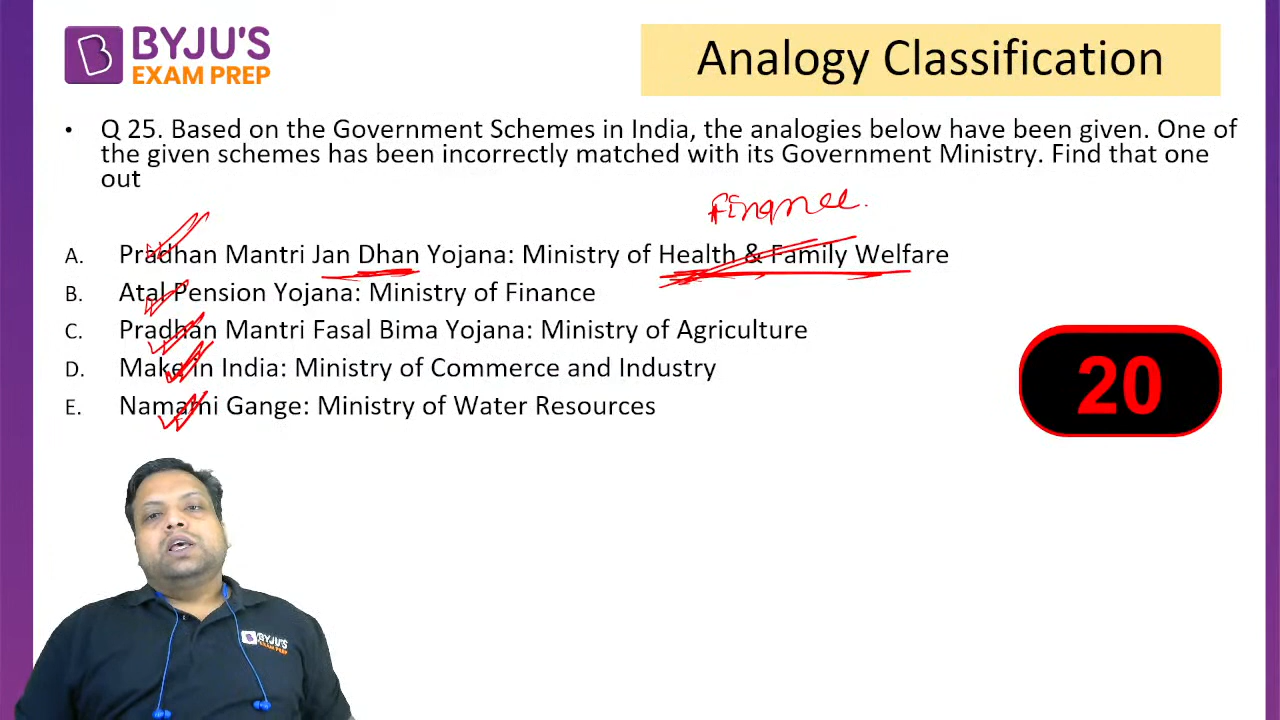 BYJU'S
EXAM PREP
Analogy Classification
• Q 25. Based on the Government Schemes in India, the analogies below have been given. One of
the given schemes has been incorrectly matched with its Government Ministry. Find that one
out
Finance.
A. Pradhan Mantri Jan Dhan Yojana: Ministry of Health & Family Welfare
B. Atal Pension Yojana: Ministry of Finance
C. Pradhan Mantri Fasal Bima Yojana: Ministry of Agriculture
D. Make in India: Ministry of Commerce and Industry
E. Namami Gange: Ministry of Water Resources
20
BYJU'S
EXAM PREP